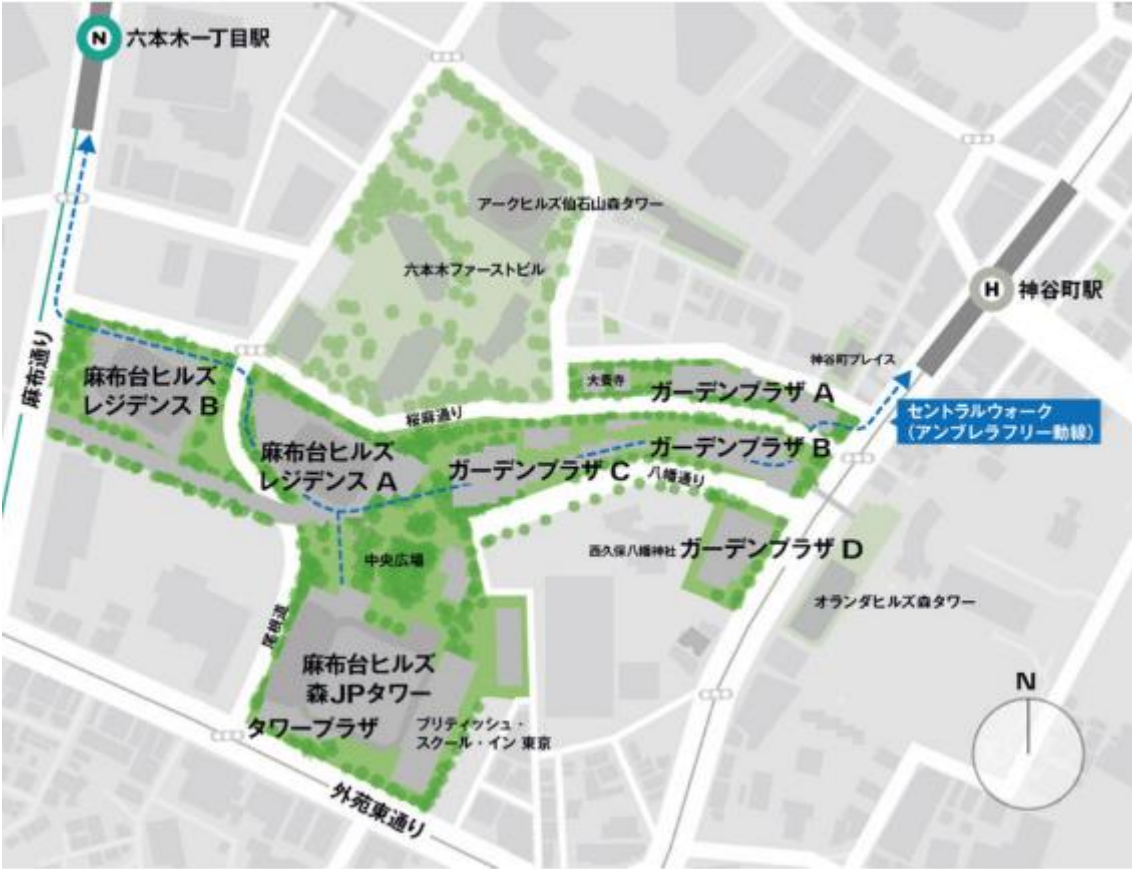 N 六本木一丁目駅
アークヒルズ仙石山森タワー
六本木ファーストビル
H 神谷町駅
麻布通り
麻布台ヒルズ
レジデンス B
神谷町プレイス
大養寺
ガーデンプラザ A
セントラルウォーク
(アンブレラフリー動線)
桜麻通り
麻布台ヒルズ
レジデンス A
ガーデンプラザ B
ガーデンプラザ C
八幡通り
西久保八幡神社
ガーデンプラザ D
中央広場
オランダヒルズ森タワー
尾根道
麻布台ヒルズ
森JPタワー
タワープラザ
ブリティッシュ・
スクール・イン 東京
外苑東通り
N